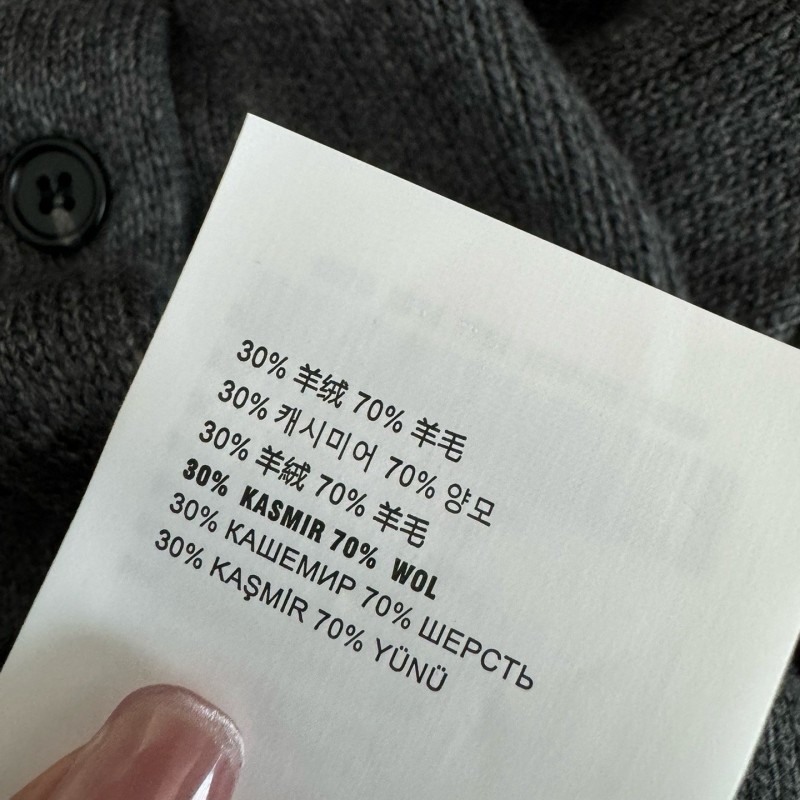 30% 羊绒 70% 羊毛
30% 캐시미어 70% 양모
30% 羊絨 70% 羊毛
30% KASMIR 70% WOL
30% КАШЕМИР 70% ШЕРСТЬ
30% KAŞMİR 70% YÜNÜ